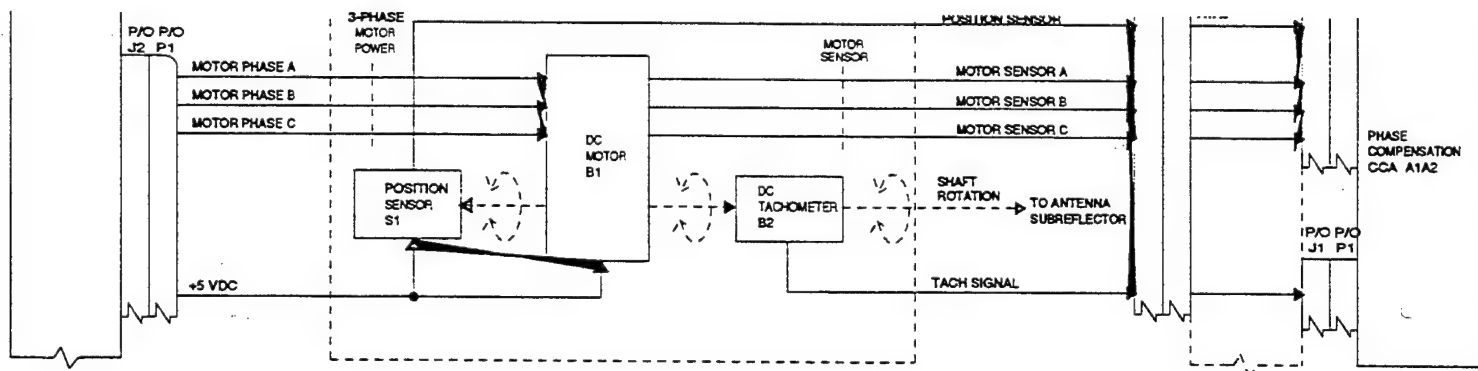 3-PHASE
MOTOR
POWER
POSITION SENSOR
P/O P/O
J2 P1
MOTOR
SENSOR
MOTOR PHASE A
MOTOR PHASE B
MOTOR PHASE C
MOTOR SENSOR A
MOTOR SENSOR B
MOTOR SENSOR C
DC
MOTOR
B1
PHASE
COMPENSATION
CCA A1A2
POSITION
SENSOR
S1
DC
TACHOMETER
B2
SHAFT
ROTATION
TO ANTENNA
SUBREFLECTOR
P/O P/O
J1 P1
+5 VDC
TACH SIGNAL